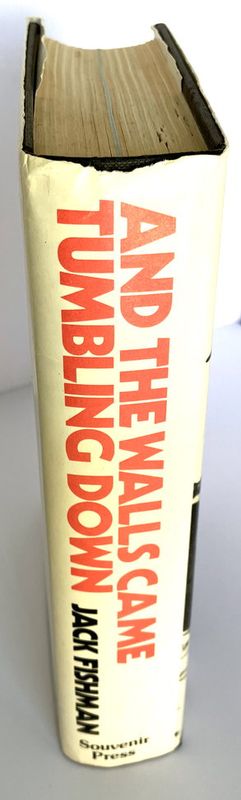 AND THE WALLS CAME
TUMBLING DOWN
JACK FISHMAN
Souvenir
Press